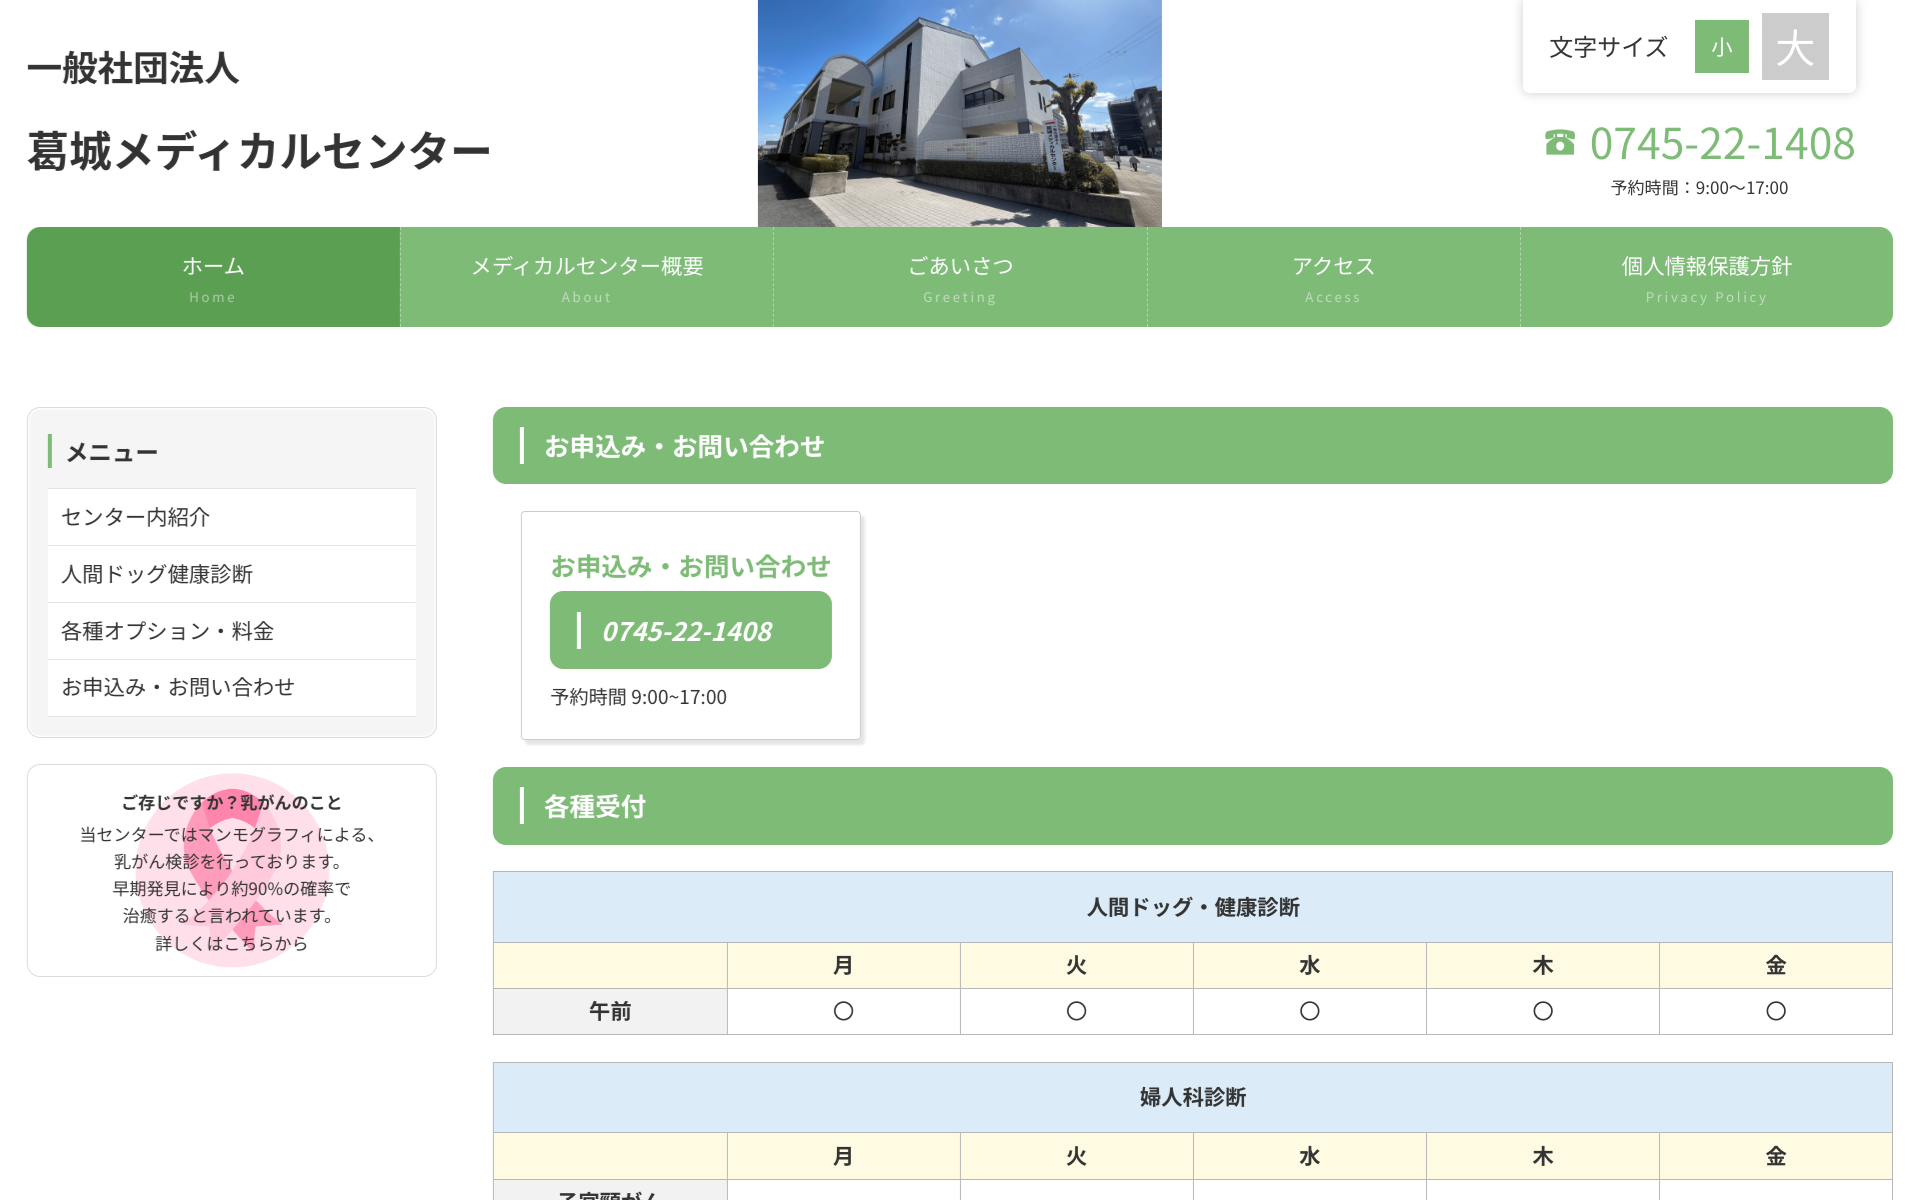 一般社団法人
葛城メディカルセンター
文字サイズ 小 大
0745-22-1408
予約時間：9:00～17:00
ホーム メディカルセンター概要 ごあいさつ アクセス 個人情報保護方針
Home About Greeting Access Privacy Policy
メニュー
センター内紹介
人間ドッグ健康診断
各種オプション・料金
お申込み・お問い合わせ
ご存じですか？乳がんのこと
当センターではマンモグラフィによる、
乳がん検診を行っております。
早期発見により約90%の確率で
治癒すると言われています。
詳しくはこちらから
お申込み・お問い合わせ
お申込み・お問い合わせ
0745-22-1408
予約時間 9:00~17:00
各種受付
人間ドッグ・健康診断
月 火 水 木 金
午前 〇 〇 〇 〇 〇
婦人科診断
月 火 水 木 金
子宮頸がん